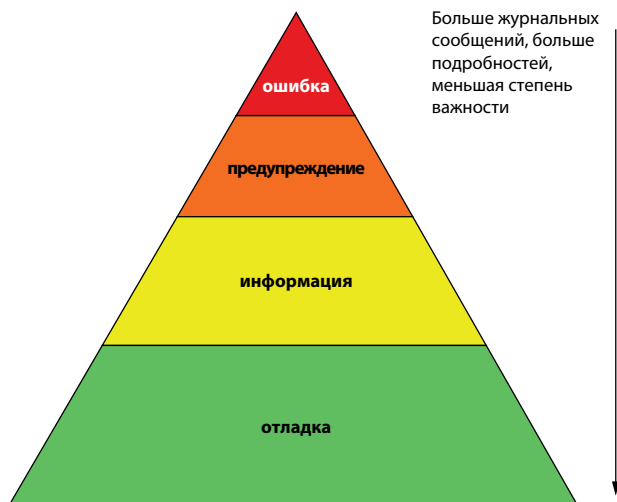 Больше журнальных
сообщений, больше
подробностей,
меньшая степень
важности
ошибка
предупреждение
информация
отладка